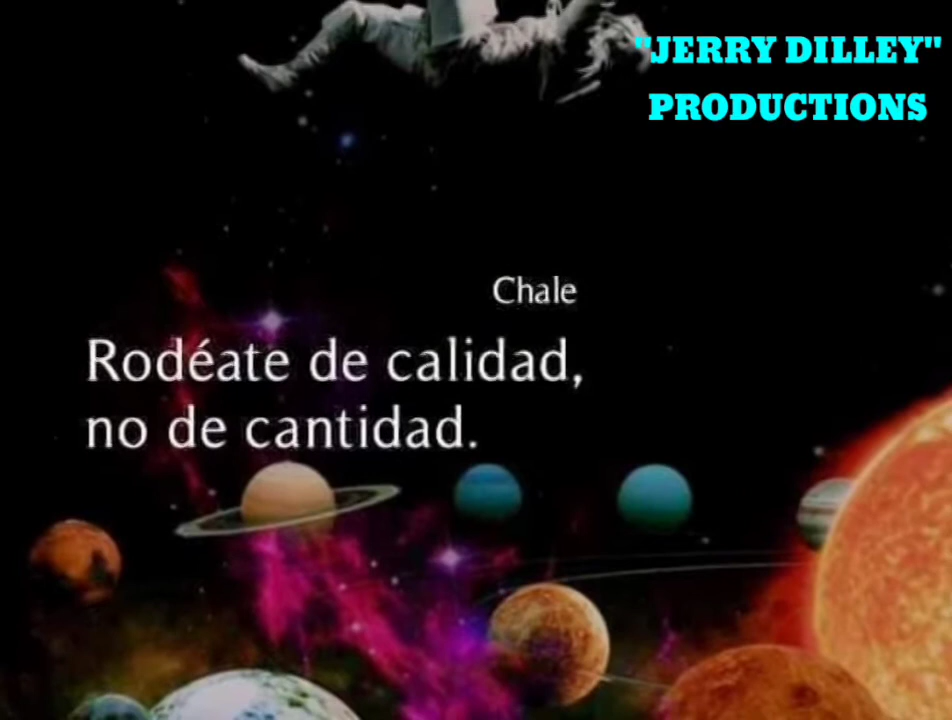 "JERRY DILLEY"
PRODUCTIONS
Chale
Rodéate de calidad,
no de cantidad.